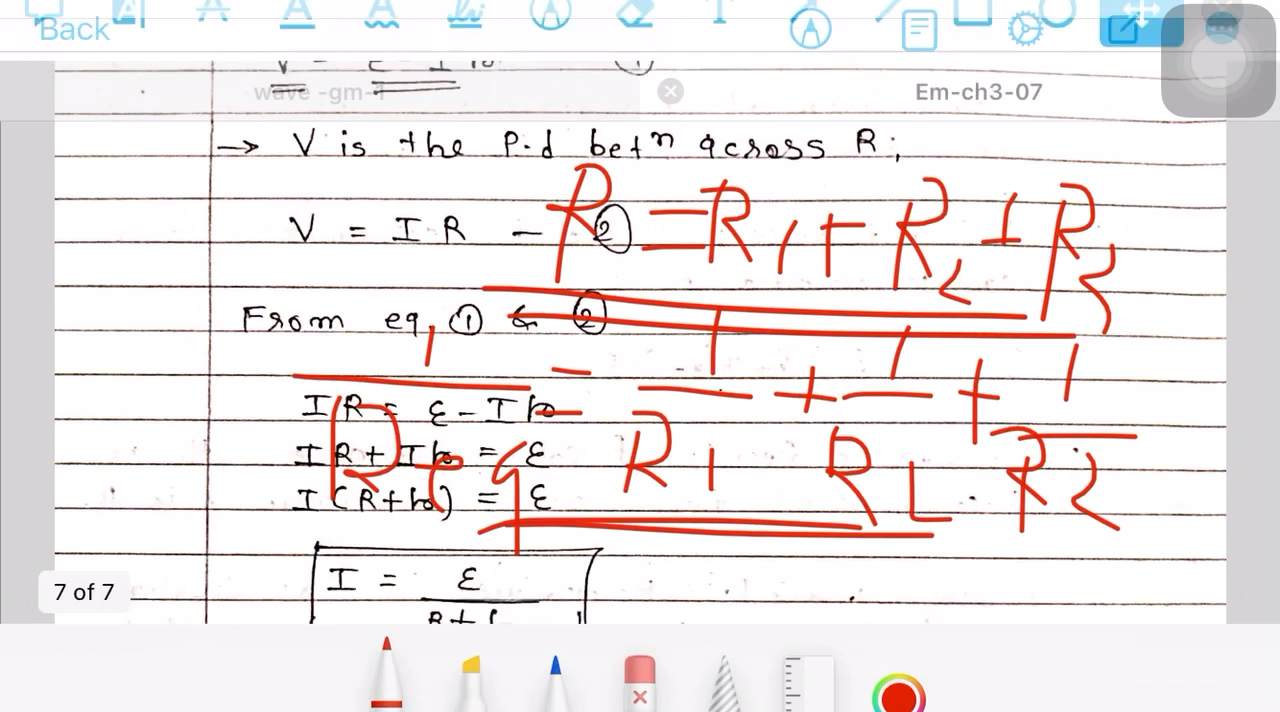 Back
wave -gm-1
Em-ch3-07
→ V is the P.d betⁿ across R;
V = IR - ②
R = R1 + R2 + R3
From eq, ① & ②
IR = ε - Ir
IR + Ir = ε
I(R+r) = ε
1/Req = 1/R1 + 1/R2 + 1/R2
I = ε
7 of 7